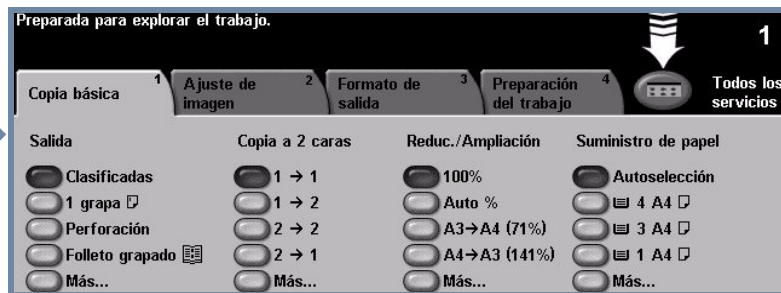 Preparada para explorar el trabajo.
1
Copia básica 1
Ajuste de imagen 2
Formato de salida 3
Preparación del trabajo 4
Todos los servicios
Salida
Clasificadas
1 grapa
Perforación
Folleto grapado
Más...
Copia a 2 caras
1 → 1
1 → 2
2 → 2
2 → 1
Más...
Reduc./Ampliación
100%
Auto %
A3→A4 (71%)
A4→A3 (141%)
Más...
Suministro de papel
Autoselección
4 A4
3 A4
1 A4
Más...